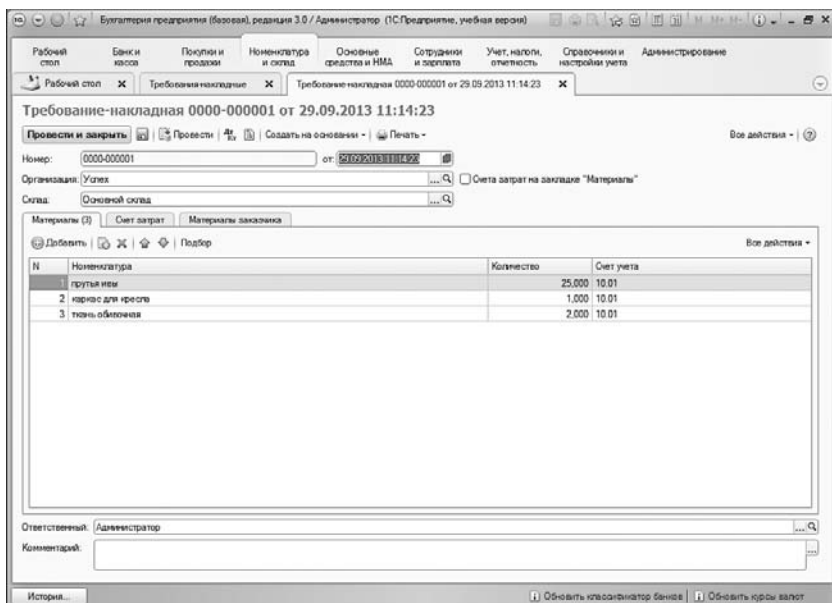 Бухгалтерия предприятия (базовая), редакция 3.0 / Администратор (1С:Предприятие, учебная версия)
Рабочий стол
Банк и касса
Покупки и продажи
Номенклатура и склад
Основные средства и НМА
Сотрудники и зарплата
Учет, налоги, отчетность
Справочники и настройки учета
Администрирование
Рабочий стол
Требования-накладные
Требование-накладная 0000-000001 от 29.09.2013 11:14:23
Требование-накладная 0000-000001 от 29.09.2013 11:14:23
Провести и закрыть Провести Создать на основании Печать Все действия
Номер: 0000-000001 от: 29.09.2013 11:14:23
Организация: Успех Счета затрат на закладке "Материалы"
Склад: Основной склад
Материалы (3) Счет затрат Материалы заказчика
Добавить Подбор Все действия
N Номенклатура Количество Счет учета
1 прутья ивы 25,000 10.01
2 каркас для кресла 1,000 10.01
3 ткань обивочная 2,000 10.01
Ответственный: Администратор
Комментарий:
История... Обновить классификатор банков Обновить курсы валют